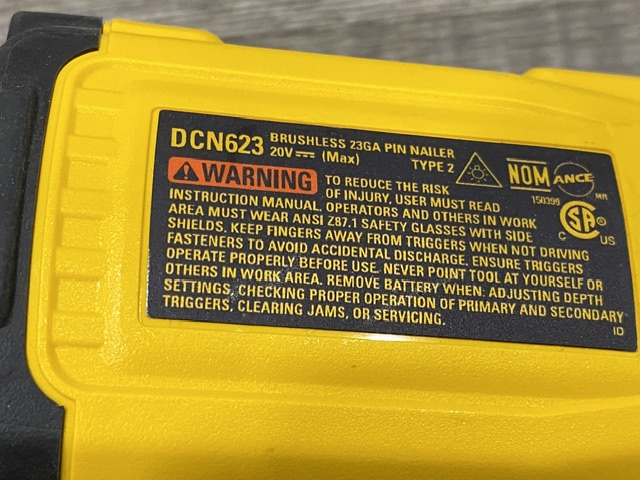 DCN623 BRUSHLESS 23GA PIN NAILER
20V⎓ (Max) TYPE 2
NOM ANCE MR
150399
SA ® C US
⚠WARNING TO REDUCE THE RISK
OF INJURY, USER MUST READ
INSTRUCTION MANUAL. OPERATORS AND OTHERS IN WORK
AREA MUST WEAR ANSI Z87.1 SAFETY GLASSES WITH SIDE
SHIELDS. KEEP FINGERS AWAY FROM TRIGGERS WHEN NOT DRIVING
FASTENERS TO AVOID ACCIDENTAL DISCHARGE. ENSURE TRIGGERS
OPERATE PROPERLY BEFORE USE. NEVER POINT TOOL AT YOURSELF OR
OTHERS IN WORK AREA. REMOVE BATTERY WHEN: ADJUSTING DEPTH
SETTINGS, CHECKING PROPER OPERATION OF PRIMARY AND SECONDARY
TRIGGERS, CLEARING JAMS, OR SERVICING.
ID